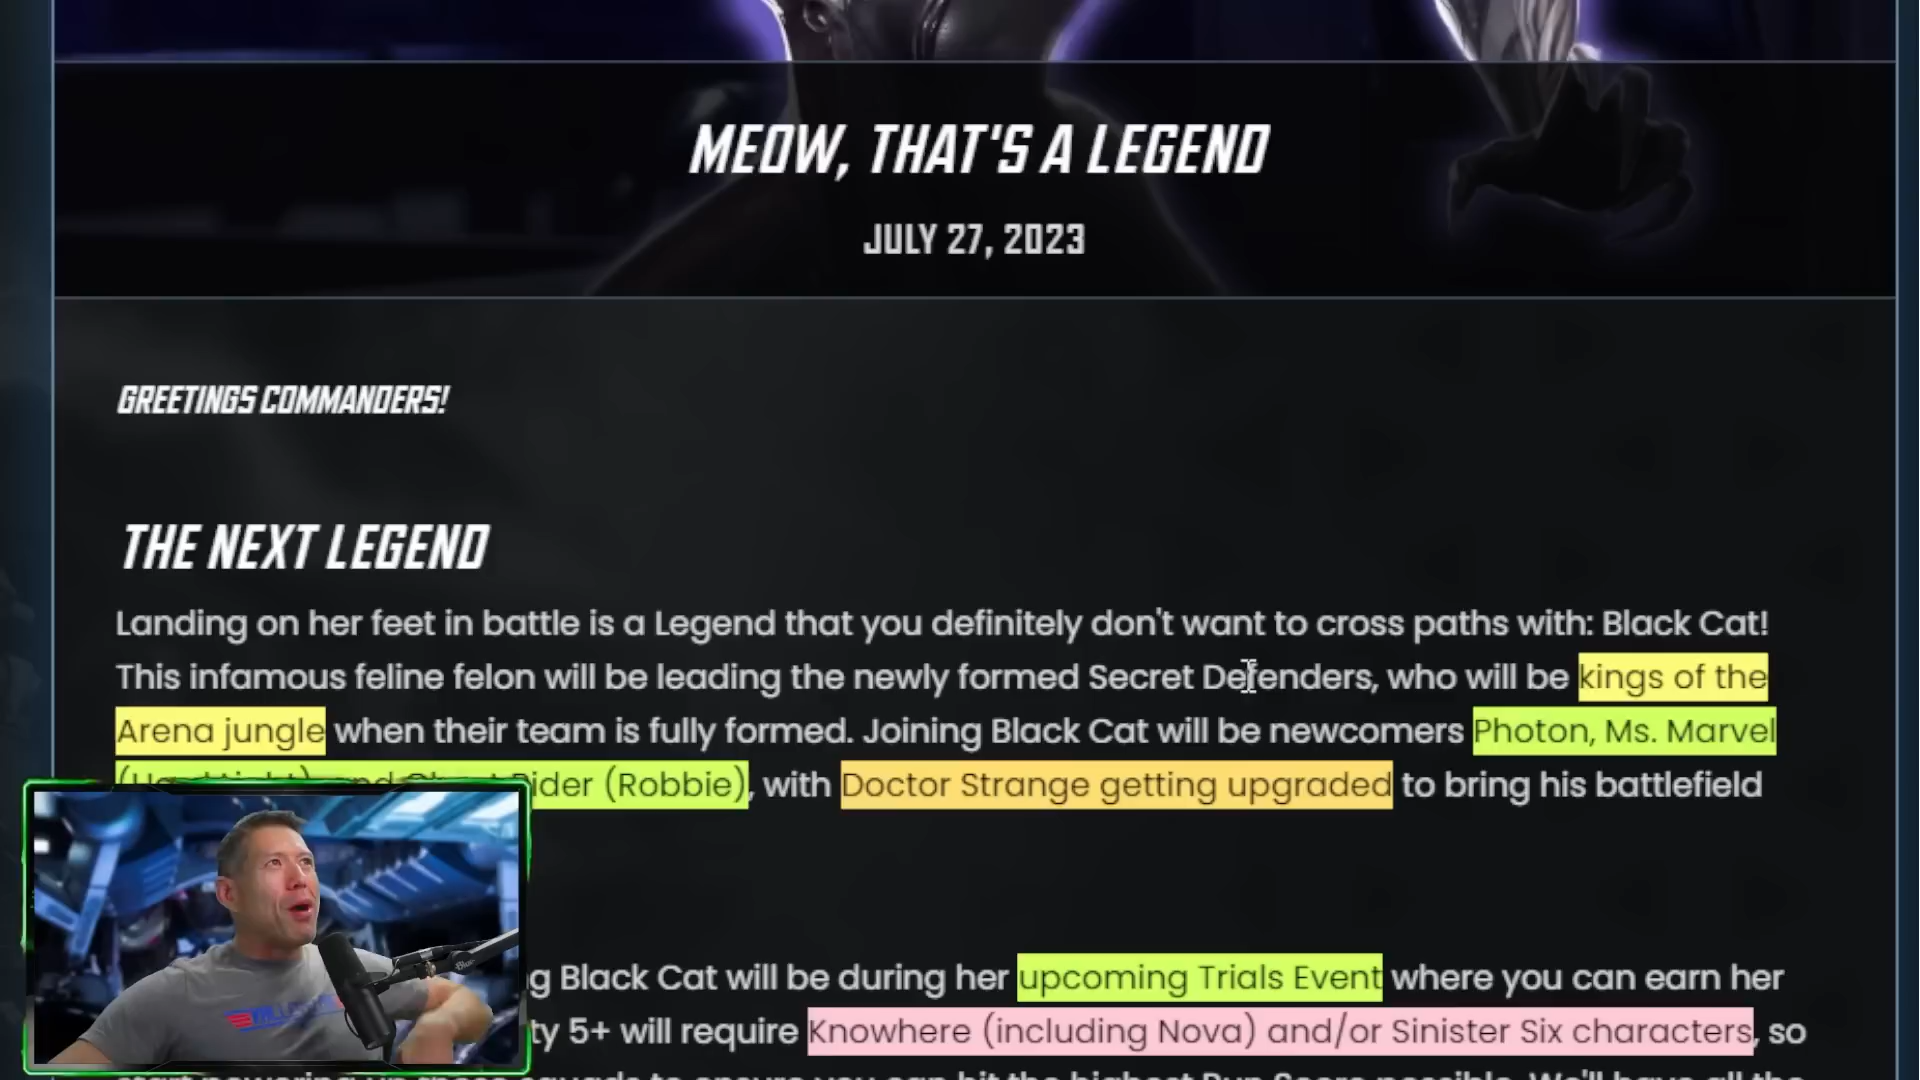 MEOW, THAT'S A LEGEND
JULY 27, 2023
GREETINGS COMMANDERS!
THE NEXT LEGEND
Landing on her feet in battle is a Legend that you definitely don't want to cross paths with: Black Cat!
This infamous feline felon will be leading the newly formed Secret Defenders, who will be kings of the
Arena jungle when their team is fully formed. Joining Black Cat will be newcomers Photon, Ms. Marvel
(Robbie), with Doctor Strange getting upgraded to bring his battlefield
Black Cat will be during her upcoming Trials Event where you can earn her
5+ will require Knowhere (including Nova) and/or Sinister Six characters, so